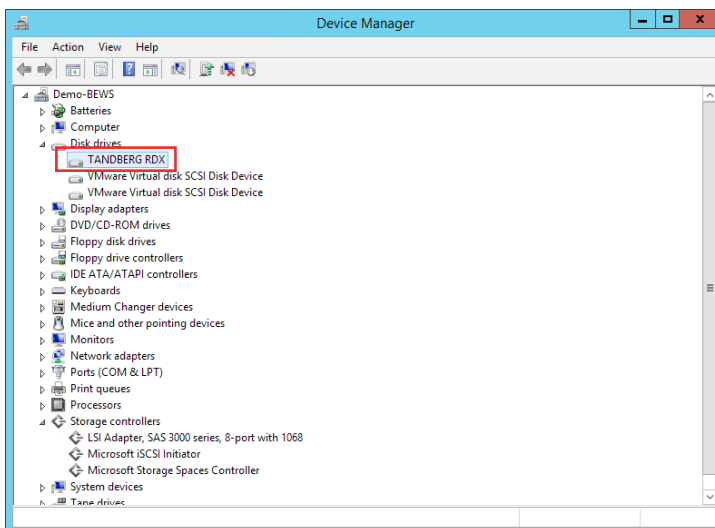 Device Manager
File Action View Help
Demo-BEWS
Batteries
Computer
Disk drives
TANDBERG RDX
VMware Virtual disk SCSI Disk Device
VMware Virtual disk SCSI Disk Device
Display adapters
DVD/CD-ROM drives
Floppy disk drives
Floppy drive controllers
IDE ATA/ATAPI controllers
Keyboards
Medium Changer devices
Mice and other pointing devices
Monitors
Network adapters
Ports (COM & LPT)
Print queues
Processors
Storage controllers
LSI Adapter, SAS 3000 series, 8-port with 1068
Microsoft iSCSI Initiator
Microsoft Storage Spaces Controller
System devices
Tape drives